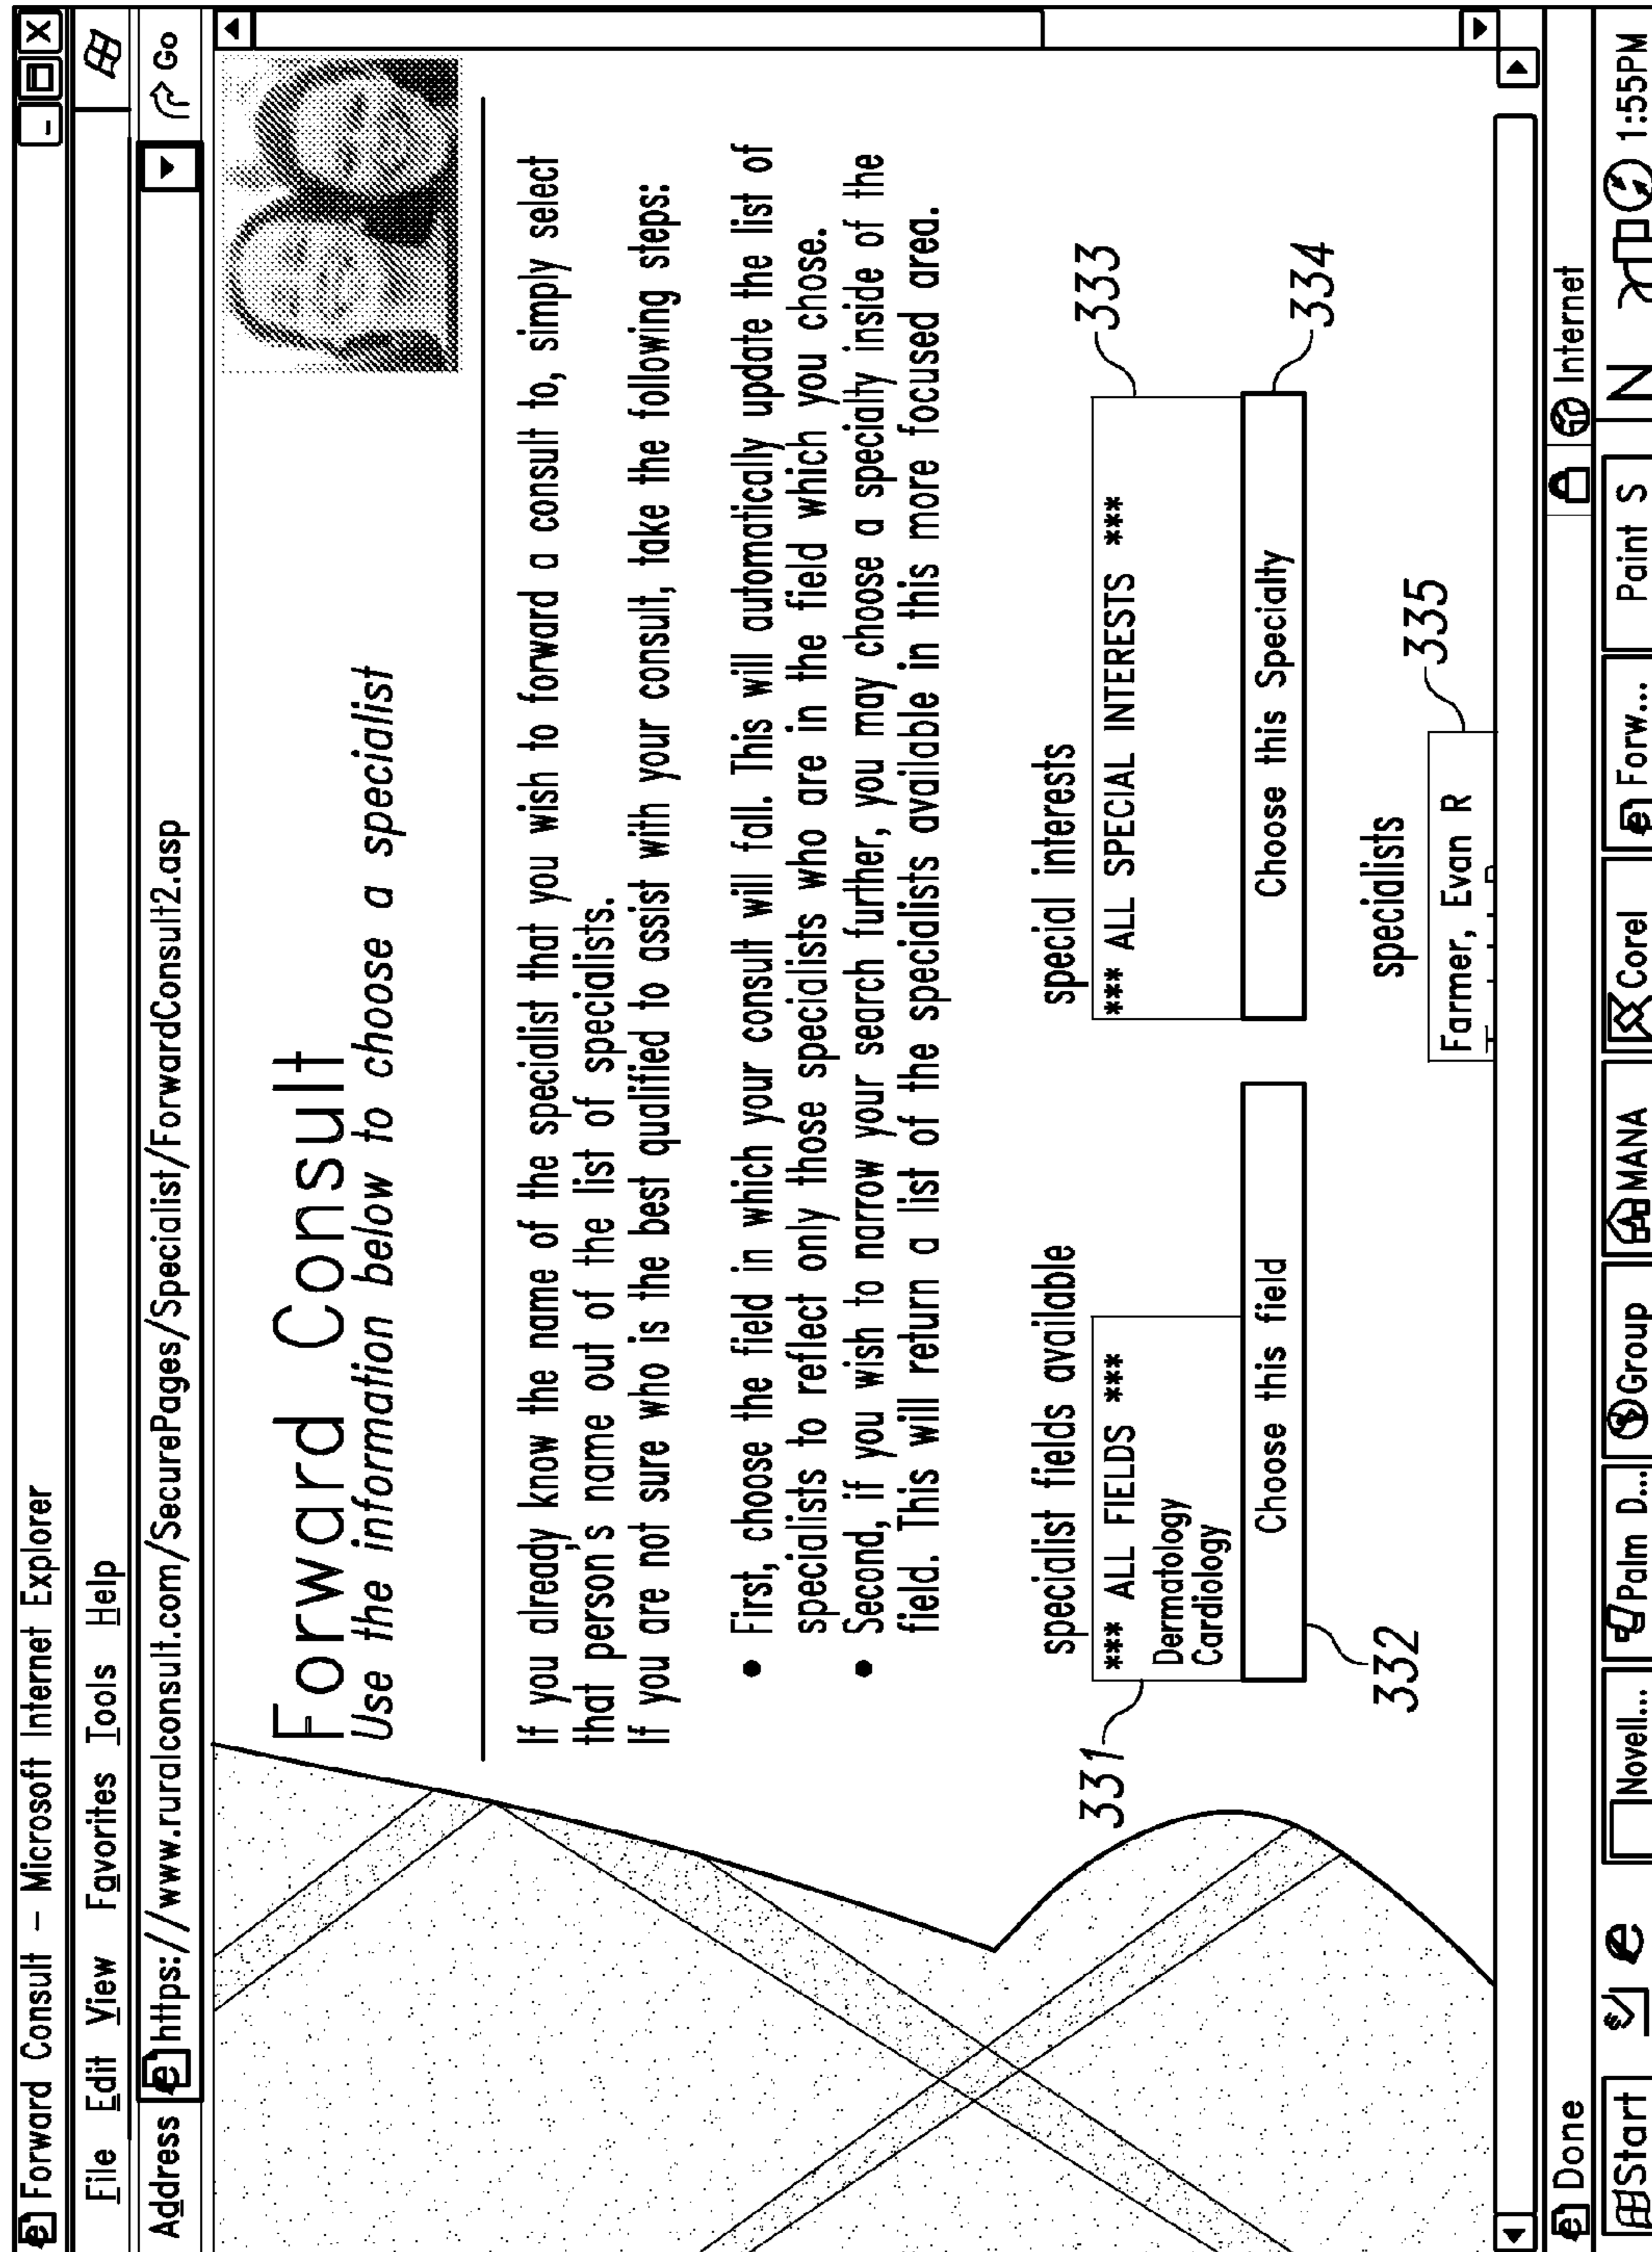 Forward Consult – Microsoft Internet Explorer
File Edit View Favorites Tools Help
Address https://www.ruralconsult.com/SecurePages/Specialist/ForwardConsult2.asp Go
Forward Consult
Use the information below to choose a specialist
If you already know the name of the specialist that you wish to forward a consult to, simply select
that person's name out of the list of specialists.
If you are not sure who is the best qualified to assist with your consult, take the following steps:
• First, choose the field in which your consult will fall. This will automatically update the list of
specialists to reflect only those specialists who are in the field which you chose.
• Second, if you wish to narrow your search further, you may choose a specialty inside of the
field. This will return a list of the specialists available in this more focused area.
specialist fields available
special interests
331
*** ALL FIELDS ***
Dermatology
Cardiology
*** ALL SPECIAL INTERESTS ***
333
Choose this field
Choose this Specialty
332
334
specialists
Farmer, Evan R
335
Done
Internet
Start
Novell...
Palm D...
Group
MANA
Corel
Forw...
Paint S
N
1:55PM